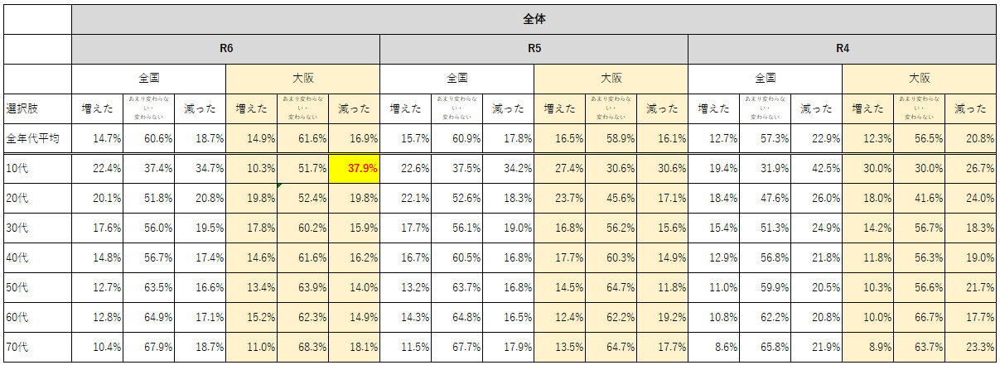 全体
R6 R5 R4
全国 大阪 全国 大阪 全国 大阪
選択肢 増えた あまり変わらない・変わらない 減った 増えた あまり変わらない・変わらない 減った 増えた あまり変わらない・変わらない 減った 増えた あまり変わらない・変わらない 減った 増えた あまり変わらない・変わらない 減った 増えた あまり変わらない・変わらない 減った
全年代平均 14.7% 60.6% 18.7% 14.9% 61.6% 16.9% 15.7% 60.9% 17.8% 16.5% 58.9% 16.1% 12.7% 57.3% 22.9% 12.3% 56.5% 20.8%
10代 22.4% 37.4% 34.7% 10.3% 51.7% 37.9% 22.6% 37.5% 34.2% 27.4% 30.6% 30.6% 19.4% 31.9% 42.5% 30.0% 30.0% 26.7%
20代 20.1% 51.8% 20.8% 19.8% 52.4% 19.8% 22.1% 52.6% 18.3% 23.7% 45.6% 17.1% 18.4% 47.6% 26.0% 18.0% 41.6% 24.0%
30代 17.6% 56.0% 19.5% 17.8% 60.2% 15.9% 17.7% 56.1% 19.0% 16.8% 56.2% 15.6% 15.4% 51.3% 24.9% 14.2% 56.7% 18.3%
40代 14.8% 56.7% 17.4% 14.6% 61.6% 16.2% 16.7% 60.5% 16.8% 17.7% 60.3% 14.9% 12.9% 56.8% 21.8% 11.8% 56.3% 19.0%
50代 12.7% 63.5% 16.6% 13.4% 63.9% 14.0% 13.2% 63.7% 16.8% 14.5% 64.7% 11.8% 11.0% 59.9% 20.5% 10.3% 56.6% 21.7%
60代 12.8% 64.9% 17.1% 15.2% 62.3% 14.9% 14.3% 64.8% 16.5% 12.4% 62.2% 19.2% 10.8% 62.2% 20.8% 10.0% 66.7% 17.7%
70代 10.4% 67.9% 18.7% 11.0% 68.3% 18.1% 11.5% 67.7% 17.9% 13.5% 64.7% 17.7% 8.6% 65.8% 21.9% 8.9% 63.7% 23.3%